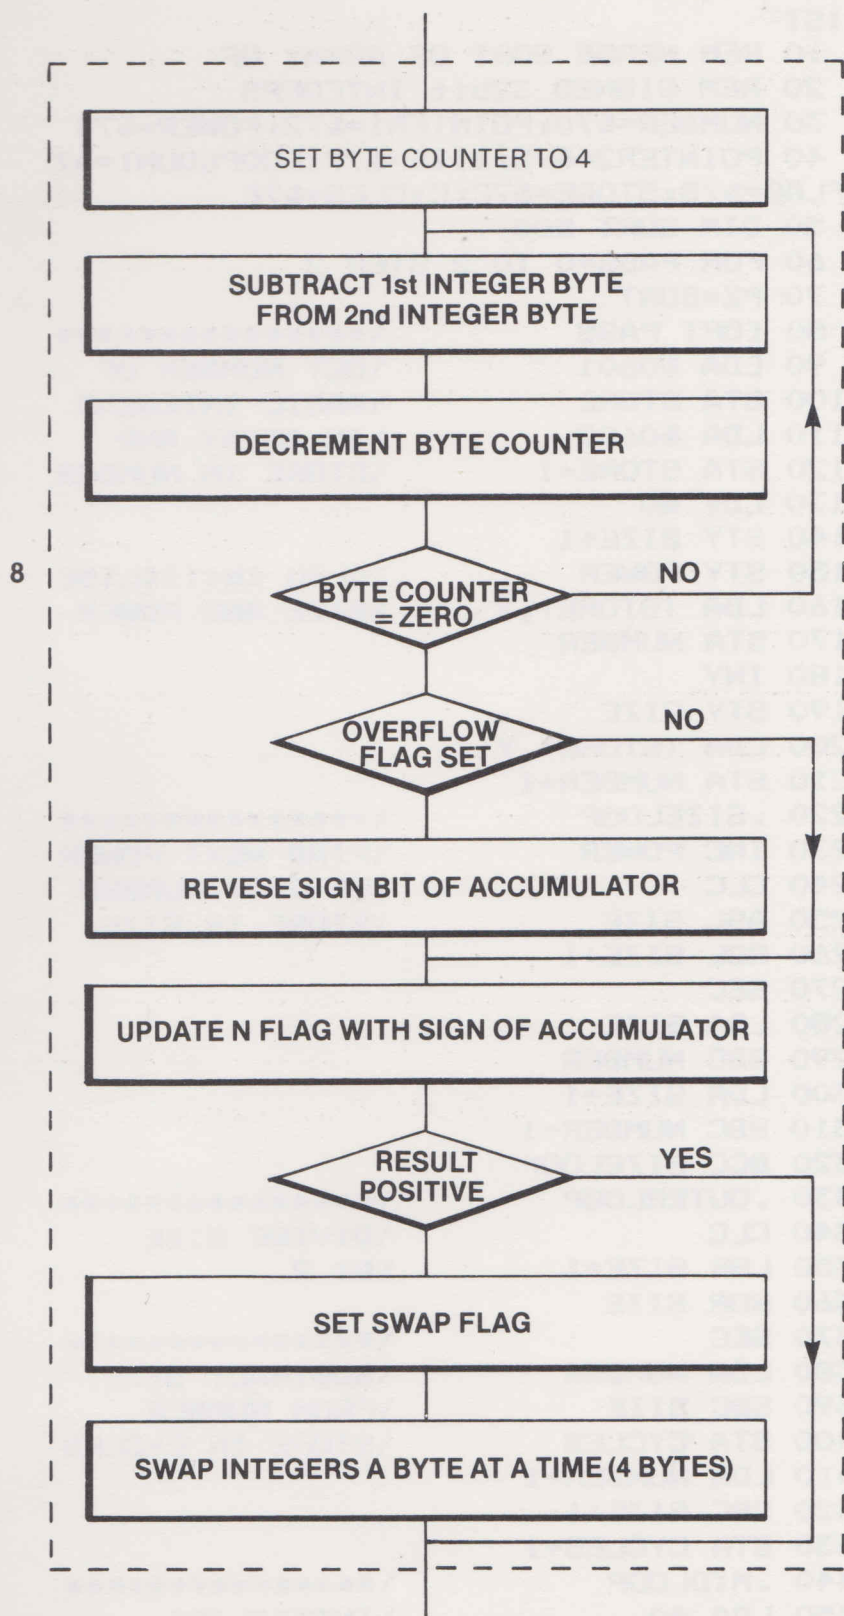 SET BYTE COUNTER TO 4
SUBTRACT 1st INTEGER BYTE
FROM 2nd INTEGER BYTE
DECREMENT BYTE COUNTER
8
BYTE COUNTER
= ZERO
NO
OVERFLOW
FLAG SET
NO
REVESE SIGN BIT OF ACCUMULATOR
UPDATE N FLAG WITH SIGN OF ACCUMULATOR
RESULT
POSITIVE
YES
SET SWAP FLAG
SWAP INTEGERS A BYTE AT A TIME (4 BYTES)